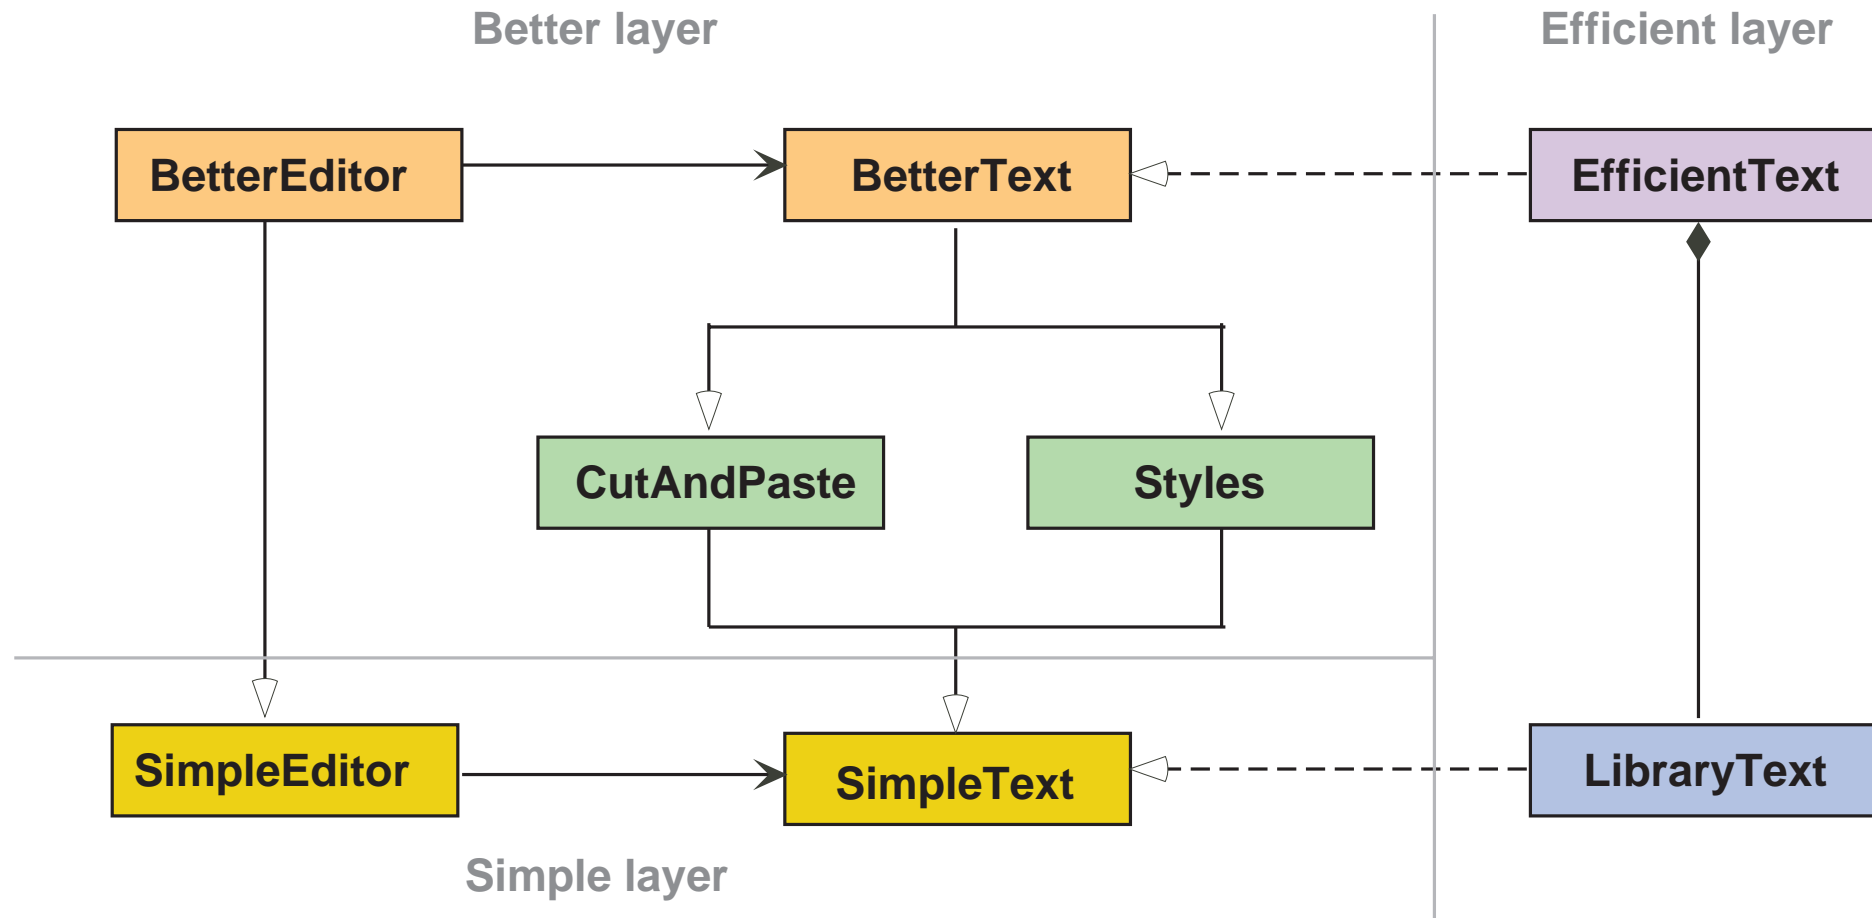 Better layer
Efficient layer
BetterEditor
BetterText
EfficientText
CutAndPaste
Styles
SimpleEditor
SimpleText
LibraryText
Simple layer